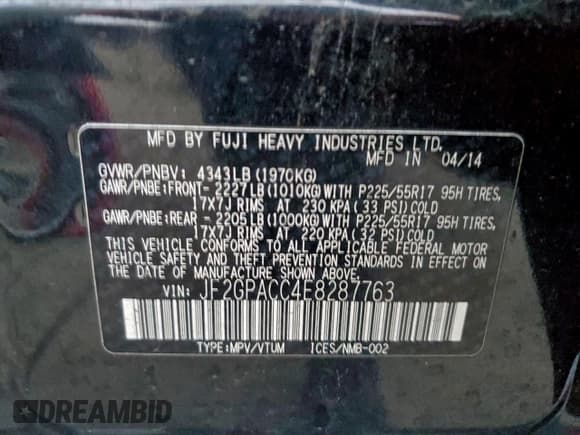 MFD BY FUJI HEAVY INDUSTRIES LTD.
MFD IN 04/14
GVWR/PNBV: 4343LB(1970KG)
GAWR/PNBE:FRONT-2227LB(1010KG)WITH P225/55R17 95H TIRES,
17X7J RIMS AT 230 KPA(33 PSI)COLD
GAWR/PNBE:REAR -2205LB(1000KG)WITH P225/55R17 95H TIRES,
17X7J RIMS AT 220 KPA(32 PSI)COLD
THIS VEHICLE CONFORMS TO ALL APPLICABLE FEDERAL MOTOR
VEHICLE SAFETY AND THEFT PREVENTION STANDARDS IN EFFECT ON
THE DATE OF MANUFACTURE SHOWN ABOVE.
VIN: JF2GPACC4E8287763
TYPE:MPV/VTUM ICES/NMB-002
DREAMBID